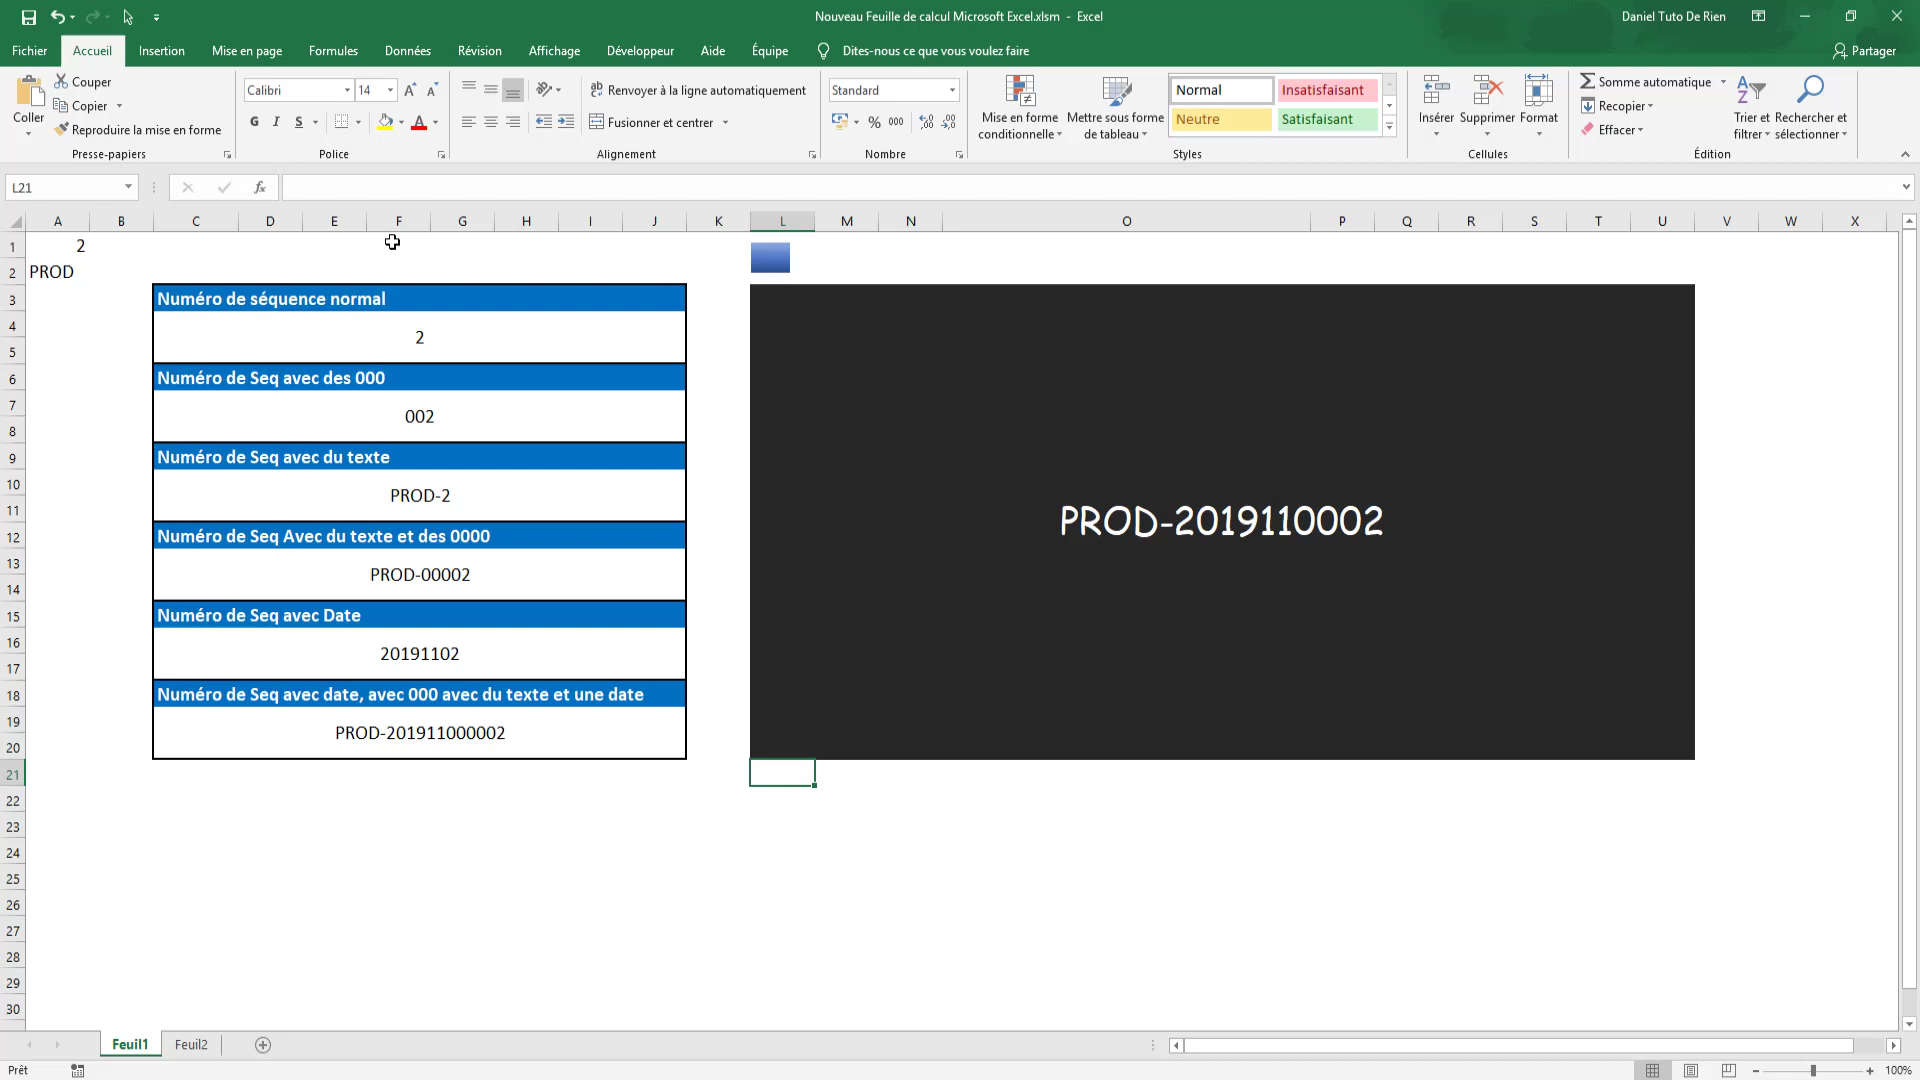 Nouveau Feuille de calcul Microsoft Excel.xlsm - Excel
Daniel Tuto De Rien
Fichier Accueil Insertion Mise en page Formules Données Révision Affichage Développeur Aide Équipe Dites-nous ce que vous voulez faire Partager
Coller
Couper
Copier
Reproduire la mise en forme
Presse-papiers
Calibri 14
G I S
Police
Renvoyer à la ligne automatiquement
Fusionner et centrer
Alignement
Standard
% 000
Nombre
Mise en forme conditionnelle
Mettre sous forme de tableau
Normal Insatisfaisant
Neutre Satisfaisant
Styles
Insérer Supprimer Format
Cellules
Somme automatique
Recopier
Effacer
Trier et filtrer
Rechercher et sélectionner
Édition
L21 fx
A B C D E F G H I J K L M N O P Q R S T U V W X
1 2
2 PROD
3 Numéro de séquence normal
4 2
5
6 Numéro de Seq avec des 000
7 002
8
9 Numéro de Seq avec du texte
10 PROD-2
11 PROD-2019110002
12 Numéro de Seq Avec du texte et des 0000
13 PROD-00002
14
15 Numéro de Seq avec Date
16 20191102
17
18 Numéro de Seq avec date, avec 000 avec du texte et une date
19 PROD-201911000002
20
21
22
23
24
25
26
27
28
29
30
Feuil1 Feuil2
Prêt 100%